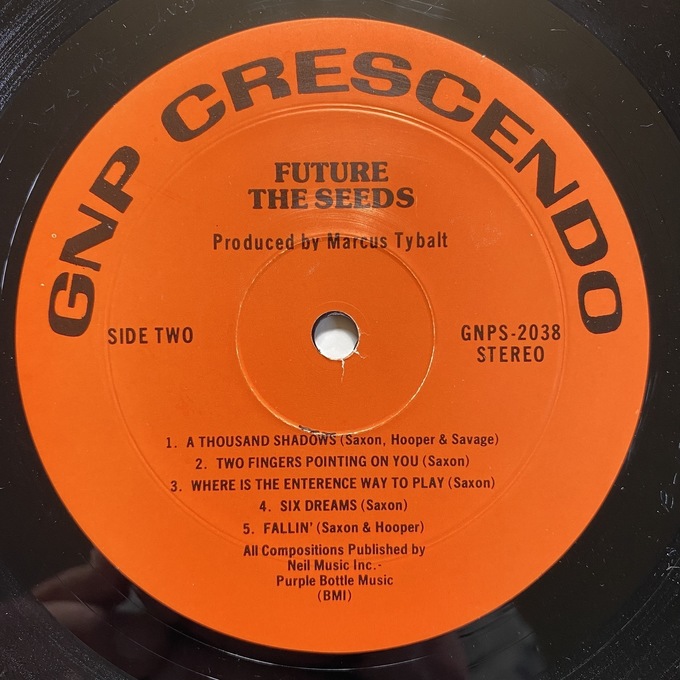 GNP CRESCENDO
FUTURE
THE SEEDS
Produced by Marcus Tybalt
SIDE TWO
GNPS-2038
STEREO
1. A THOUSAND SHADOWS (Saxon, Hooper & Savage)
2. TWO FINGERS POINTING ON YOU (Saxon)
3. WHERE IS THE ENTERENCE WAY TO PLAY (Saxon)
4. SIX DREAMS (Saxon)
5. FALLIN' (Saxon & Hooper)
All Compositions Published by
Neil Music Inc.-
Purple Bottle Music
(BMI)